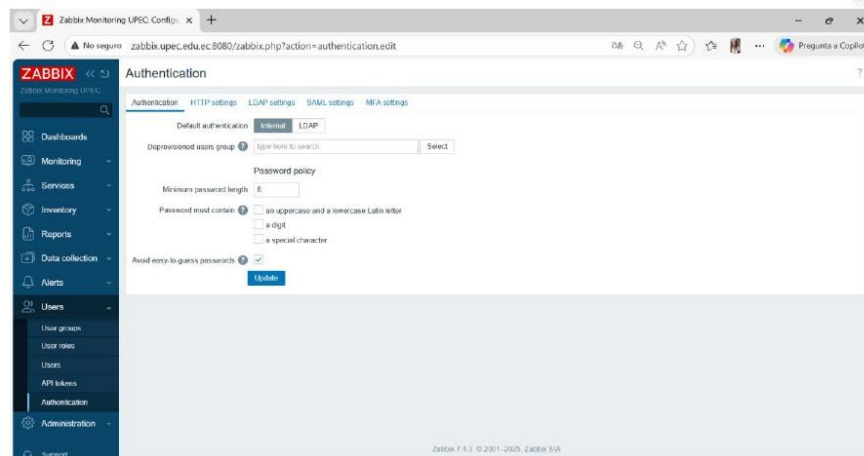 Zabbix Monitoring UPEC: Configu
No seguro zabbix.upec.edu.ec:8080/zabbix.php?action=authentication.edit
Pregunta a Copilot
ZABBIX
Zabbix Monitoring UPEC
Authentication
?
Authentication HTTP settings LDAP settings SAML settings MFA settings
Default authentication Internal LDAP
Deprovisioned users group ? type here to search Select
Password policy
Minimum password length 8
Password must contain ? an uppercase and a lowercase Latin letter
a digit
a special character
Avoid easy-to-guess passwords ?
Update
Dashboards
Monitoring
Services
Inventory
Reports
Data collection
Alerts
Users
User groups
User roles
Users
API tokens
Authentication
Administration
Support
Zabbix 7.4.3. © 2001–2025, Zabbix SIA